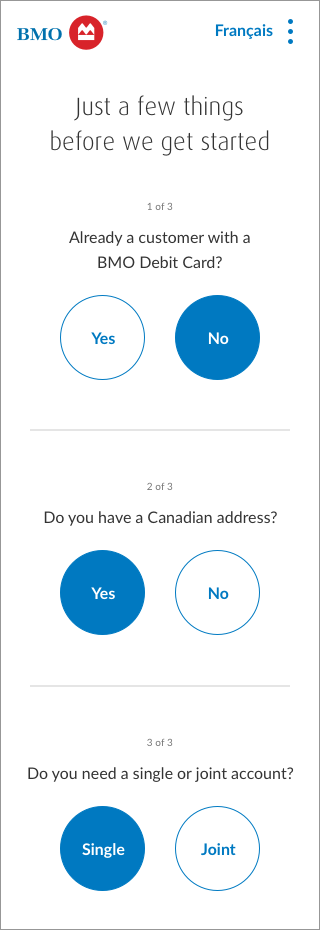 BMO
Français
Just a few things
before we get started
1 of 3
Already a customer with a
BMO Debit Card?
Yes
No
2 of 3
Do you have a Canadian address?
Yes
No
3 of 3
Do you need a single or joint account?
Single
Joint